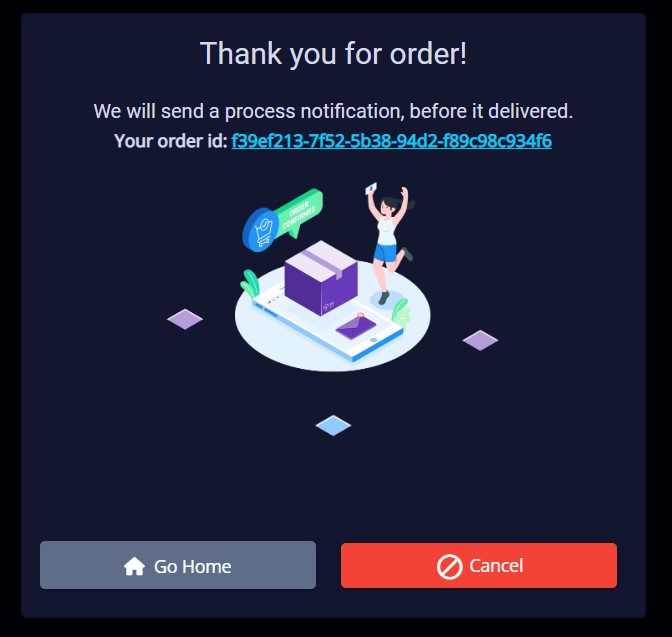 Thank you for order!
We will send a process notification, before it delivered.
Your order id: f39ef213-7f52-5b38-94d2-f89c98c934f6
ORDER
CONFIRMED
Go Home
Cancel